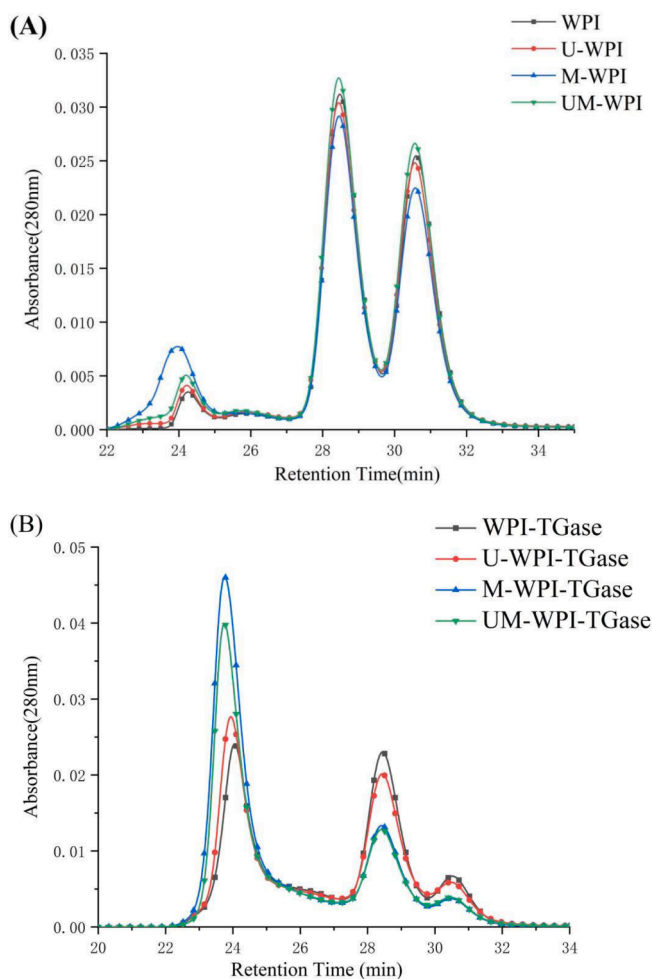 (A)
WPI
U-WPI
M-WPI
UM-WPI
0.035
0.030
0.025
0.020
0.015
0.010
0.005
0.000
Absorbance(280nm)
22 24 26 28 30 32 34
Retention Time(min)
(B)
WPI-TGase
U-WPI-TGase
M-WPI-TGase
UM-WPI-TGase
0.05
0.04
0.03
0.02
0.01
0.00
Absorbance(280nm)
20 22 24 26 28 30 32 34
Retention Time (min)